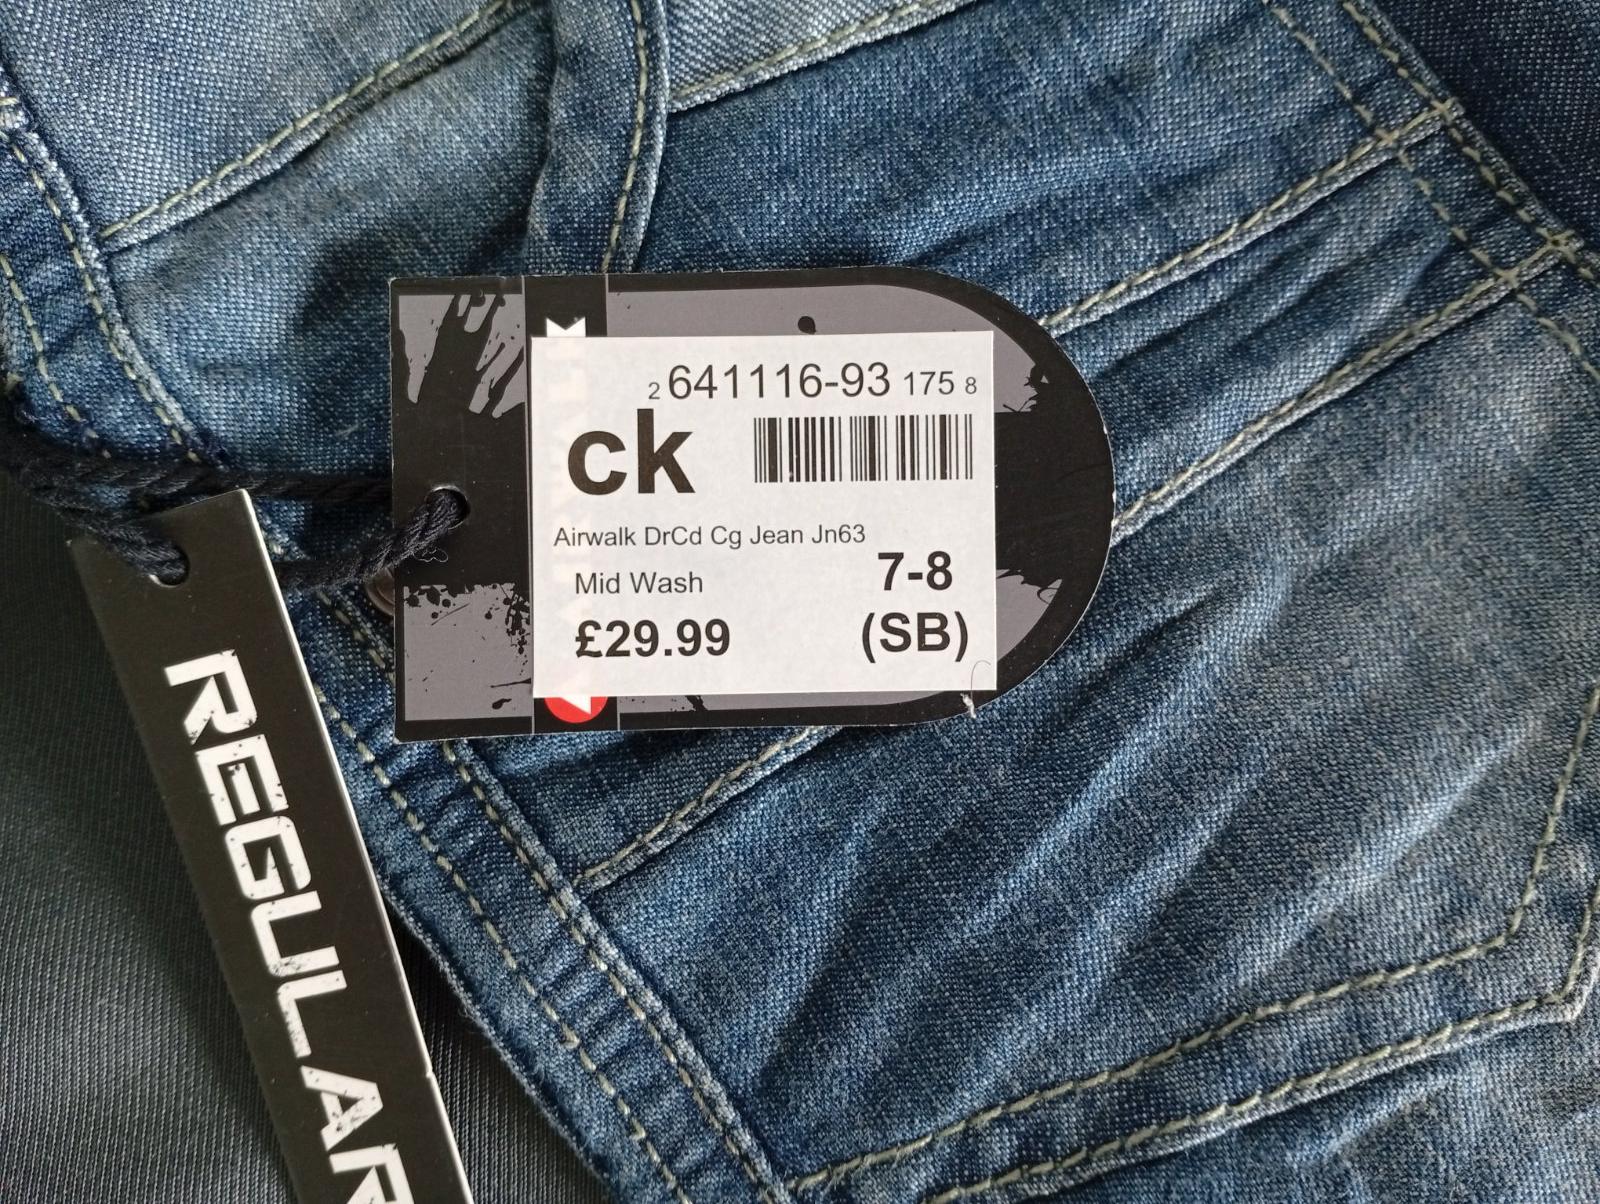 2 641116-93 175 8
ck
Airwalk DrCd Cg Jean Jn63
Mid Wash
7-8
£29.99
(SB)
REGULAR